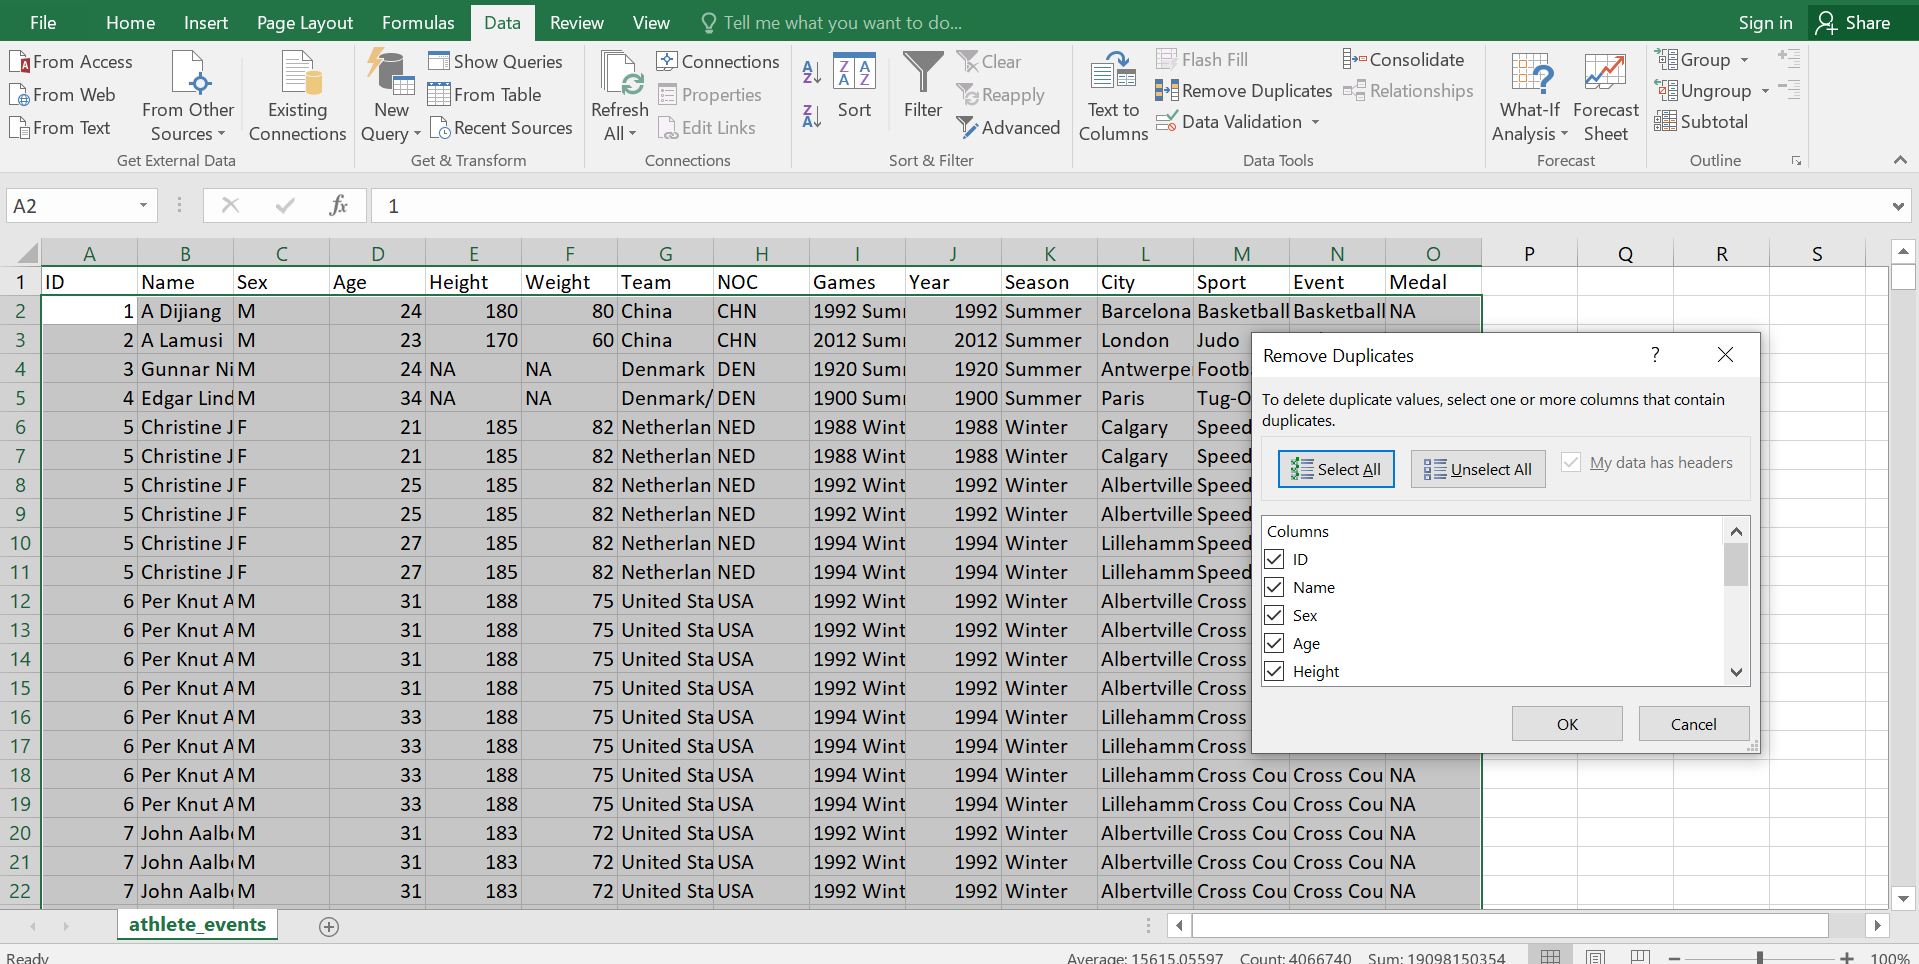 File Home Insert Page Layout Formulas Data Review View Tell me what you want to do... Sign in Share
From Access
From Web
From Text
From Other
Sources
Existing
Connections
Get External Data
New
Query
Show Queries
From Table
Recent Sources
Get & Transform
Refresh
All
Connections
Properties
Edit Links
Connections
Sort
Filter
Clear
Reapply
Advanced
Sort & Filter
Text to
Columns
Flash Fill
Remove Duplicates
Data Validation
Consolidate
Relationships
Data Tools
What-If
Analysis
Forecast
Sheet
Forecast
Group
Ungroup
Subtotal
Outline
A2 fx 1
A B C D E F G H I J K L M N O P Q R S
1 ID Name Sex Age Height Weight Team NOC Games Year Season City Sport Event Medal
2 1 A Dijiang M 24 180 80 China CHN 1992 Sum 1992 Summer Barcelona Basketball Basketball NA
3 2 A Lamusi M 23 170 60 China CHN 2012 Sum 2012 Summer London Judo
4 3 Gunnar Ni M 24 NA NA Denmark DEN 1920 Sum 1920 Summer Antwerpe Footb
5 4 Edgar Lind M 34 NA NA Denmark/ DEN 1900 Sum 1900 Summer Paris Tug-O
6 5 Christine J F 21 185 82 Netherlan NED 1988 Wint 1988 Winter Calgary Speed
7 5 Christine J F 21 185 82 Netherlan NED 1988 Wint 1988 Winter Calgary Speed
8 5 Christine J F 25 185 82 Netherlan NED 1992 Wint 1992 Winter Albertville Speed
9 5 Christine J F 25 185 82 Netherlan NED 1992 Wint 1992 Winter Albertville Speed
10 5 Christine J F 27 185 82 Netherlan NED 1994 Wint 1994 Winter Lillehamm Speed
11 5 Christine J F 27 185 82 Netherlan NED 1994 Wint 1994 Winter Lillehamm Speed
12 6 Per Knut A M 31 188 75 United Sta USA 1992 Wint 1992 Winter Albertville Cross
13 6 Per Knut A M 31 188 75 United Sta USA 1992 Wint 1992 Winter Albertville Cross
14 6 Per Knut A M 31 188 75 United Sta USA 1992 Wint 1992 Winter Albertville Cross
15 6 Per Knut A M 31 188 75 United Sta USA 1992 Wint 1992 Winter Albertville Cross
16 6 Per Knut A M 33 188 75 United Sta USA 1994 Wint 1994 Winter Lillehamm Cross
17 6 Per Knut A M 33 188 75 United Sta USA 1994 Wint 1994 Winter Lillehamm Cross
18 6 Per Knut A M 33 188 75 United Sta USA 1994 Wint 1994 Winter Lillehamm Cross Cou Cross Cou NA
19 6 Per Knut A M 33 188 75 United Sta USA 1994 Wint 1994 Winter Lillehamm Cross Cou Cross Cou NA
20 7 John Aalb M 31 183 72 United Sta USA 1992 Wint 1992 Winter Albertville Cross Cou Cross Cou NA
21 7 John Aalb M 31 183 72 United Sta USA 1992 Wint 1992 Winter Albertville Cross Cou Cross Cou NA
22 7 John Aalb M 31 183 72 United Sta USA 1992 Wint 1992 Winter Albertville Cross Cou Cross Cou NA
Remove Duplicates ?
To delete duplicate values, select one or more columns that contain
duplicates.
Select All Unselect All My data has headers
Columns
ID
Name
Sex
Age
Height
OK Cancel
athlete_events
Ready Average: 15615.05597 Count: 4066740 Sum: 19098150354 100%